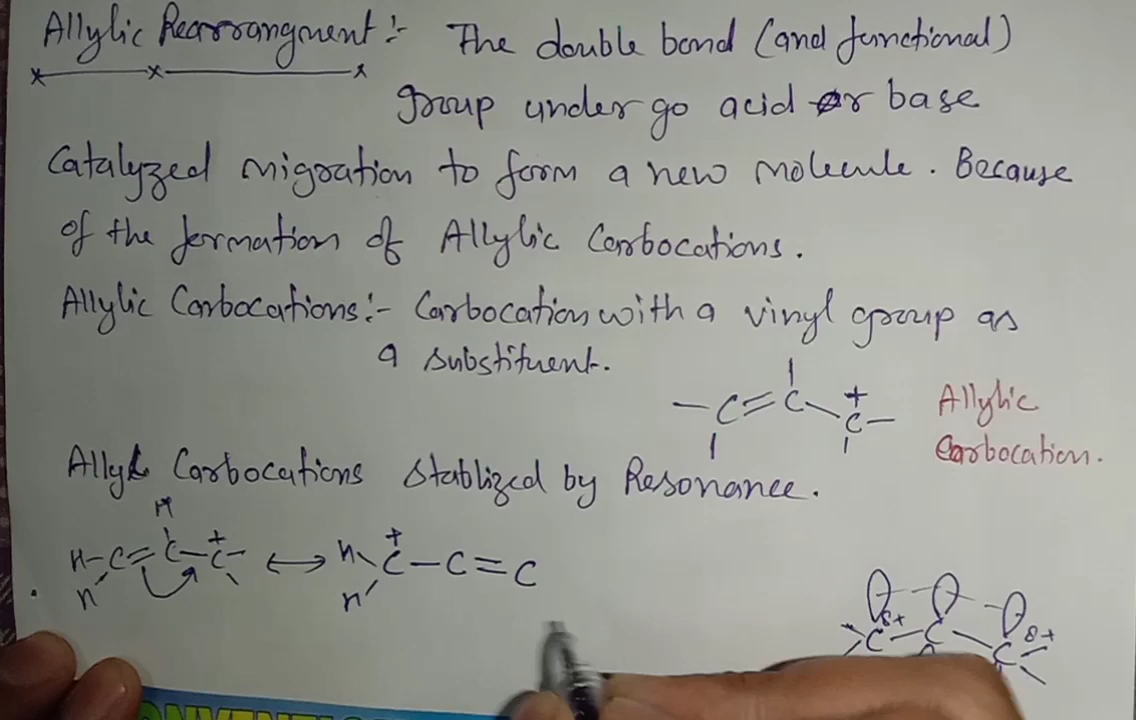 Allylic Rearrangment :- The double bond (and functional)
group under go acid or base
Catalyzed migration to form a new molecule. Because
of the formation of Allylic Carbocations.
Allylic Carbocations :- Carbocation with a vinyl group as
a substituent.
- C = C - C + -
Allylic
Carbocation.
Allyl Carbocations Stablized by Resonance.
H
H - C = C - C + - ↔ H - C + - C = C
H H
C δ+ - C - C δ+